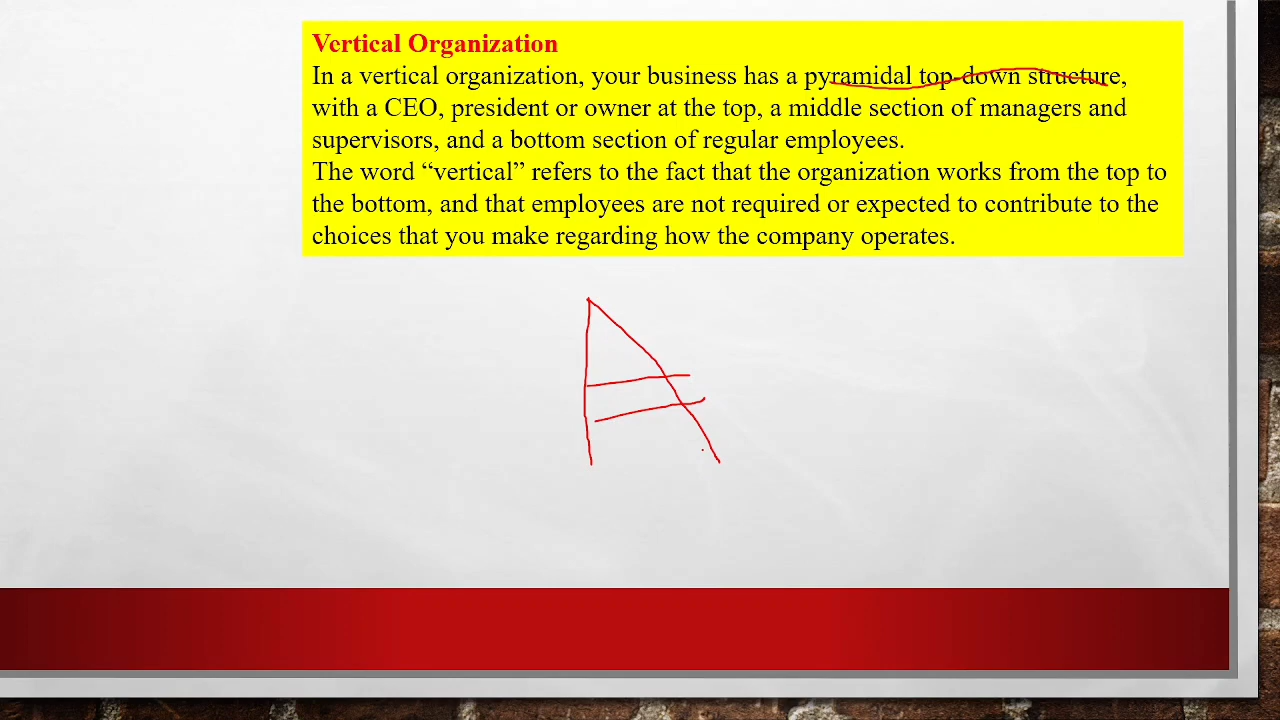 Vertical Organization
In a vertical organization, your business has a pyramidal top-down structure,
with a CEO, president or owner at the top, a middle section of managers and
supervisors, and a bottom section of regular employees.
The word “vertical” refers to the fact that the organization works from the top to
the bottom, and that employees are not required or expected to contribute to the
choices that you make regarding how the company operates.